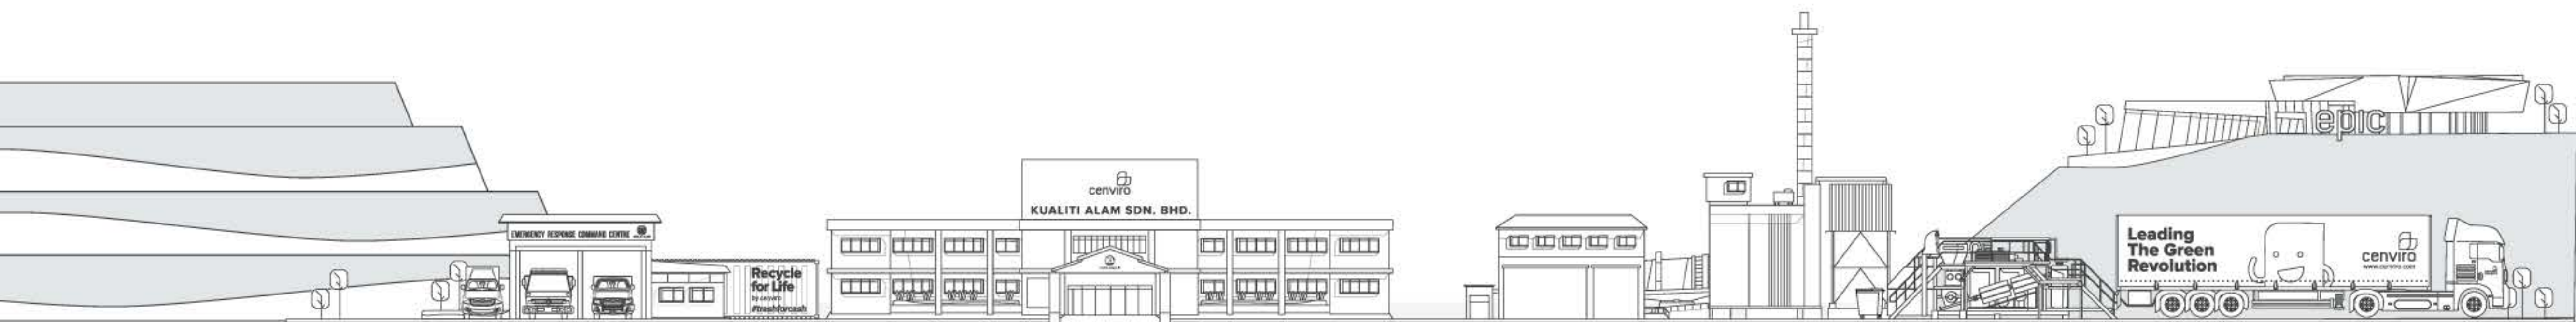 EMERGENCY RESPONSE COMMAND CENTRE
Recycle
for Life
by cenviro
#trashforcash
cenviro
KUALITI ALAM SDN. BHD.
epic
Leading
The Green
Revolution
cenviro
www.cenviro.com